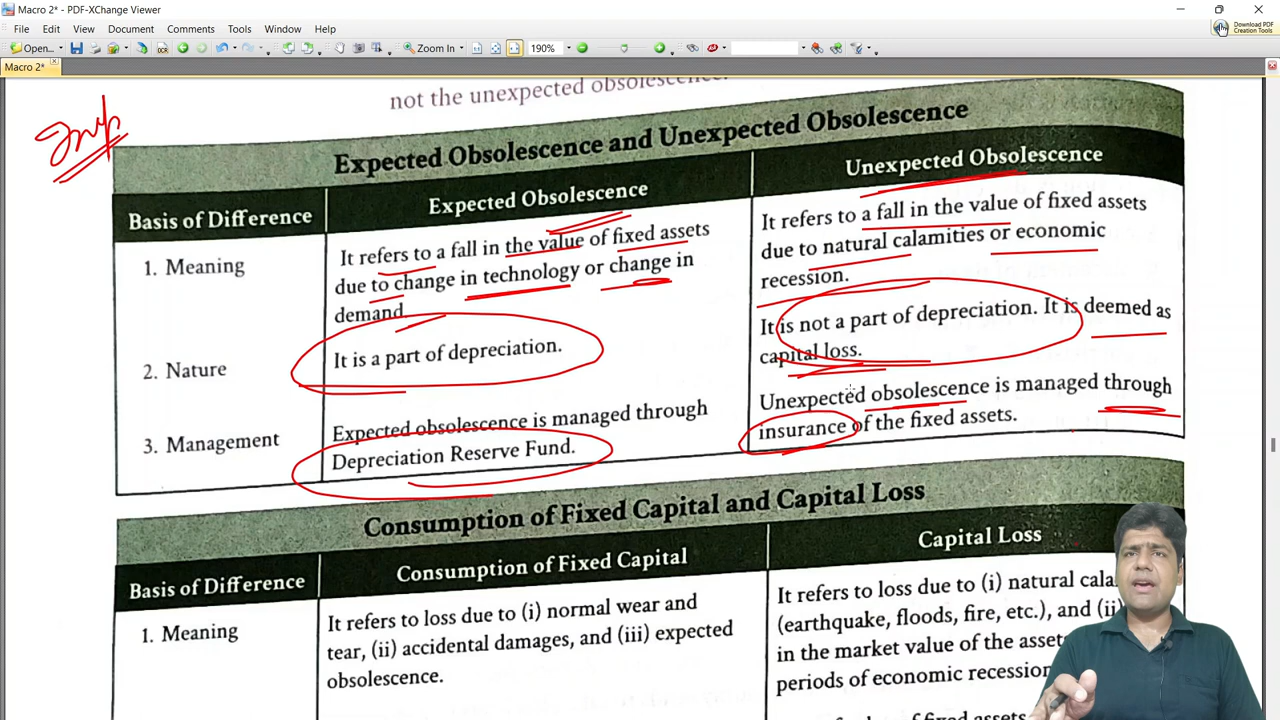 Macro 2* - PDF-XChange Viewer
File Edit View Document Comments Tools Window Help
Open... Zoom In 190% Download PDF
Creation Tools
Macro 2*
not the unexpected obsolescence.
Imp
Expected Obsolescence and Unexpected Obsolescence
Basis of Difference Expected Obsolescence Unexpected Obsolescence
1. Meaning It refers to a fall in the value of fixed assets
due to change in technology or change in
demand.
It refers to a fall in the value of fixed assets
due to natural calamities or economic
recession.
2. Nature It is a part of depreciation.
It is not a part of depreciation. It is deemed as
capital loss.
3. Management Expected obsolescence is managed through
Depreciation Reserve Fund.
Unexpected obsolescence is managed through
insurance of the fixed assets.
Consumption of Fixed Capital and Capital Loss
Basis of Difference Consumption of Fixed Capital Capital Loss
1. Meaning It refers to loss due to (i) normal wear and
tear, (ii) accidental damages, and (iii) expected
obsolescence.
It refers to loss due to (i) natural cala
(earthquake, floods, fire, etc.), and (ii)
in the market value of the assets
periods of economic recession
of fixed assets